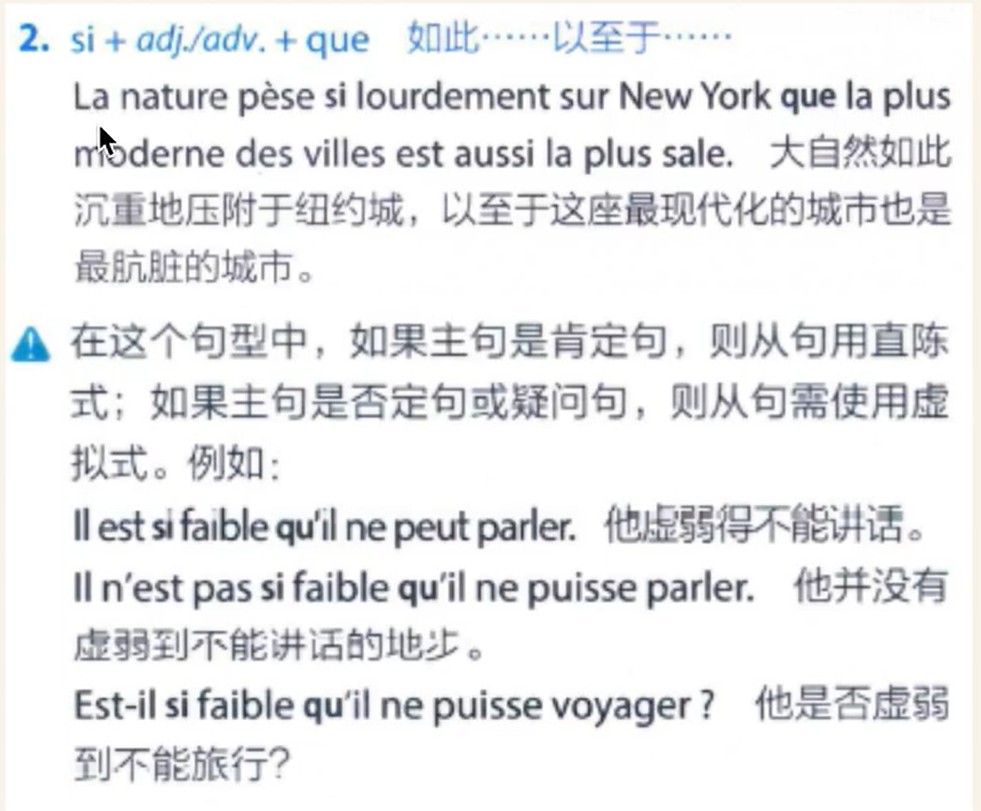 2. si + adj./adv. + que 如此……以至于……
La nature pèse si lourdement sur New York que la plus
moderne des villes est aussi la plus sale. 大自然如此
沉重地压附于纽约城，以至于这座最现代化的城市也是
最肮脏的城市。
在这个句型中，如果主句是肯定句，则从句用直陈
式；如果主句是否定句或疑问句，则从句需使用虚
拟式。例如：
Il est si faible qu'il ne peut parler. 他虚弱得不能讲话。
Il n'est pas si faible qu'il ne puisse parler. 他并没有
虚弱到不能讲话的地步。
Est-il si faible qu'il ne puisse voyager ? 他是否虚弱
到不能旅行？